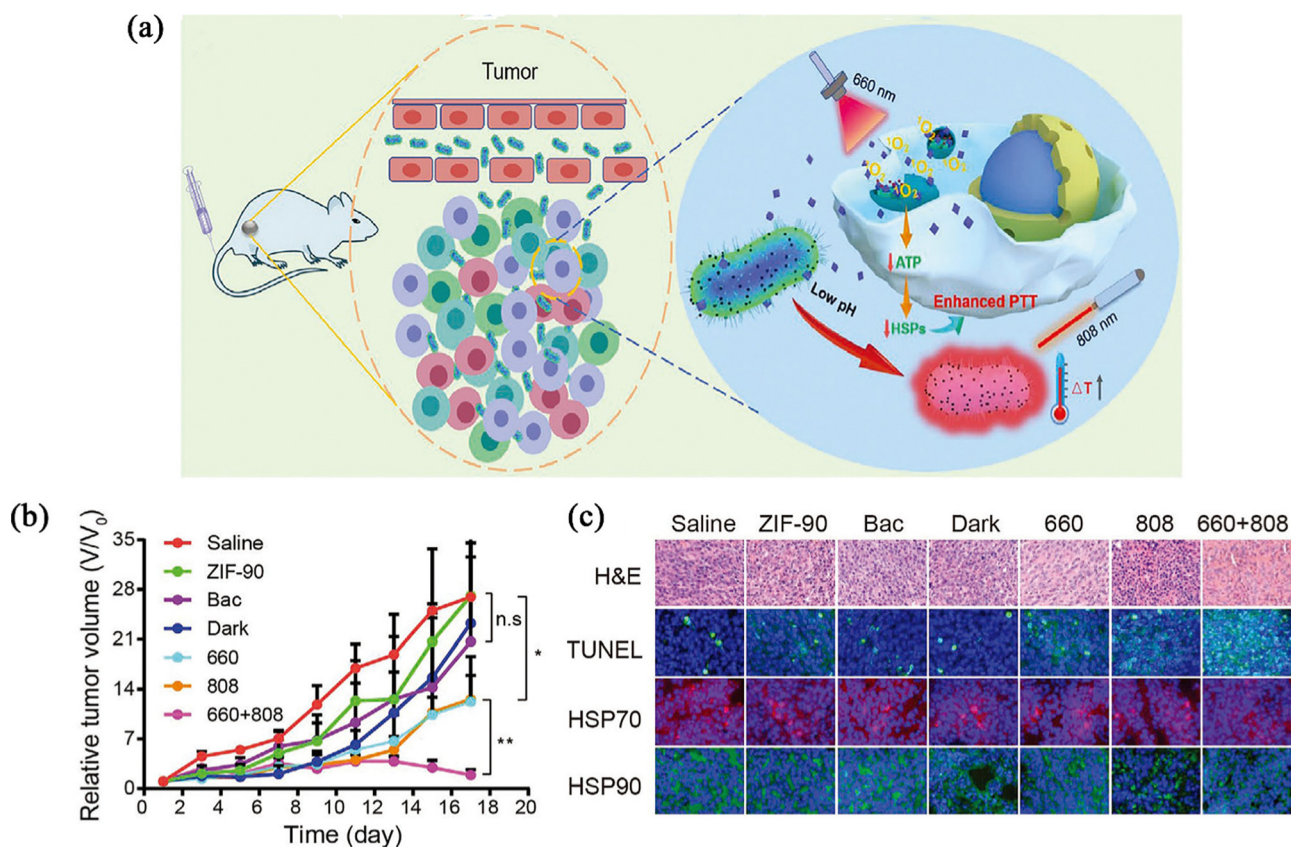 (a)
Tumor
660 nm
¹O₂
¹O₂
¹O₂
¹O₂
¹O₂
¹O₂
ATP
Low pH
Enhanced PTT
HSPs
808 nm
ΔT
(b)
Relative tumor volume (V/V₀)
35
28
21
14
7
0
0 2 4 6 8 10 12 14 16 18 20
Time (day)
Saline
ZIF-90
Bac
Dark
660
808
660+808
n.s
*
**
(c)
Saline ZIF-90 Bac Dark 660 808 660+808
H&E
TUNEL
HSP70
HSP90